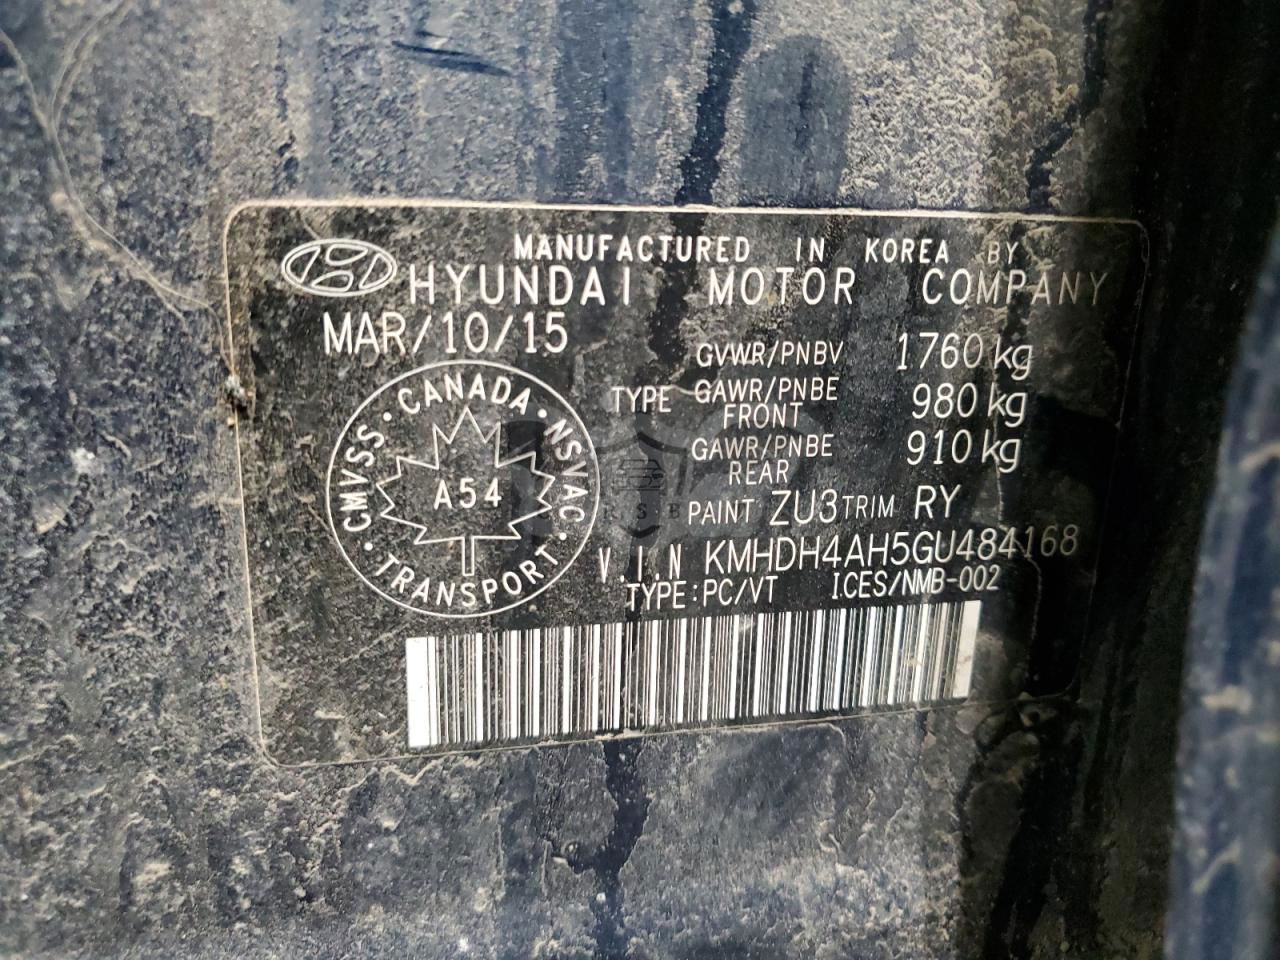 MANUFACTURED IN KOREA BY
HYUNDAI MOTOR COMPANY
MAR/10/15
GVWR/PNBV 1760 kg
TYPE GAWR/PNBE FRONT 980 kg
GAWR/PNBE REAR 910 kg
PAINT ZU3 TRIM RY
V.I.N KMHDH4AH5GU484168
TYPE:PC/VT I.CES/NMB-002
CANADA · NSVAC · TRANSPORT · CMVSS ·
A54
RSB